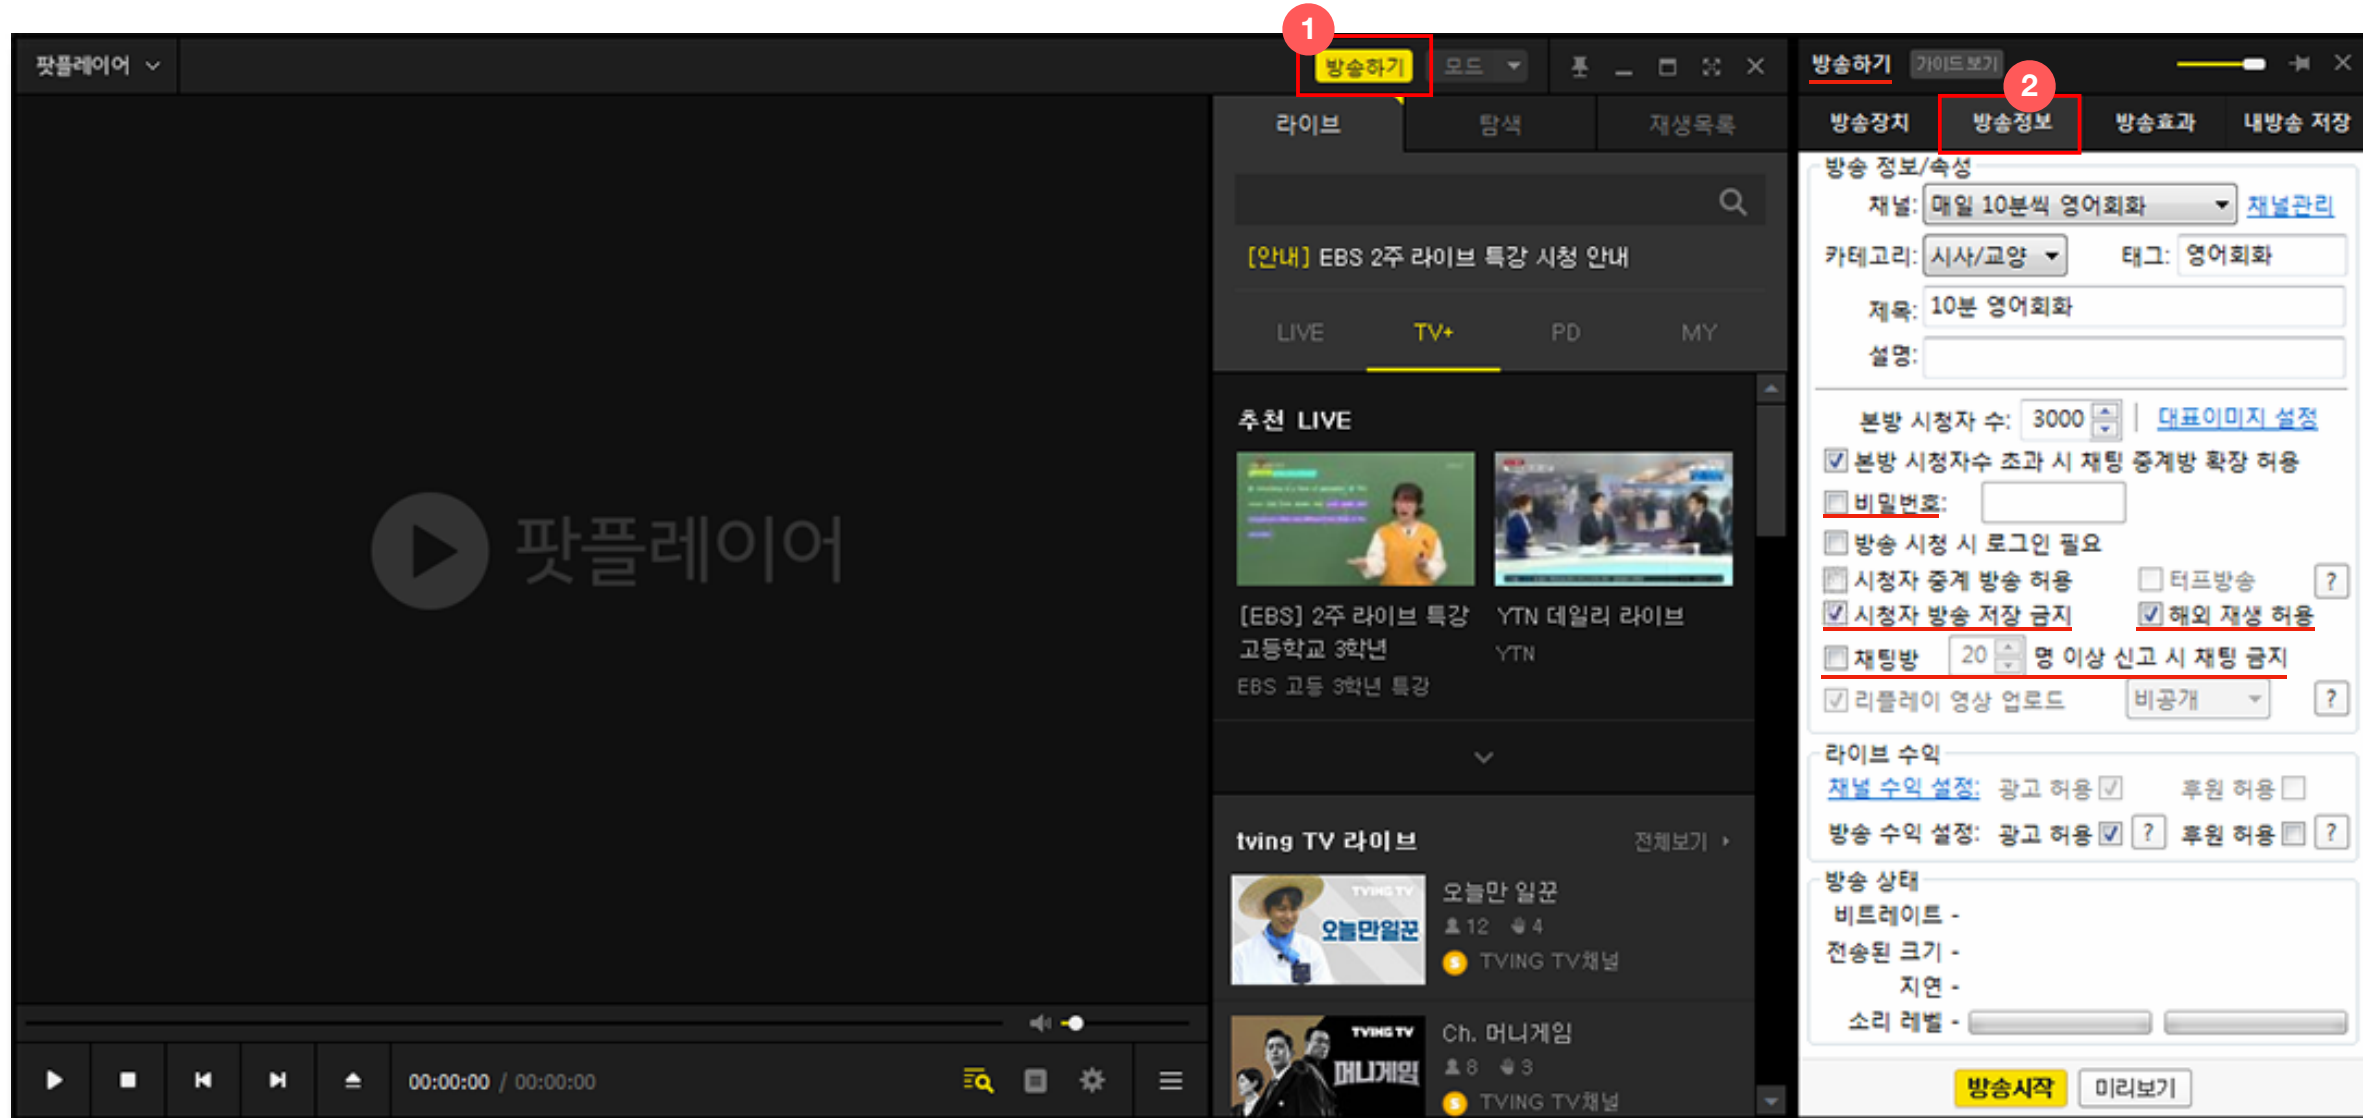 1
팟플레이어
방송하기
모드
방송하기
가이드보기
2
라이브
탐색
재생목록
방송장치
방송정보
방송효과
내방송 저장
[안내] EBS 2주 라이브 특강 시청 안내
LIVE
TV+
PD
MY
팟플레이어
추천 LIVE
[EBS] 2주 라이브 특강
고등학교 3학년
EBS 고등 3학년 특강
YTN 데일리 라이브
YTN
tving TV 라이브
전체보기
TVING TV
오늘만일꾼
오늘만 일꾼
12 4
TVING TV채널
TVING TV
머니게임
Ch. 머니게임
8 3
TVING TV채널
00:00:00 / 00:00:00
방송 정보/속성
채널: 매일 10분씩 영어회화 채널관리
카테고리: 시사/교양 태그: 영어회화
제목: 10분 영어회화
설명:
본방 시청자 수: 3000 대표이미지 설정
본방 시청자수 초과 시 채팅 중계방 확장 허용
비밀번호:
방송 시청 시 로그인 필요
시청자 중계 방송 허용 터프방송 ?
시청자 방송 저장 금지 해외 재생 허용
채팅방 20 명 이상 신고 시 채팅 금지
리플레이 영상 업로드 비공개 ?
라이브 수익
채널 수익 설정: 광고 허용 후원 허용
방송 수익 설정: 광고 허용 ? 후원 허용 ?
방송 상태
비트레이트 -
전송된 크기 -
지연 -
소리 레벨 -
방송시작
미리보기